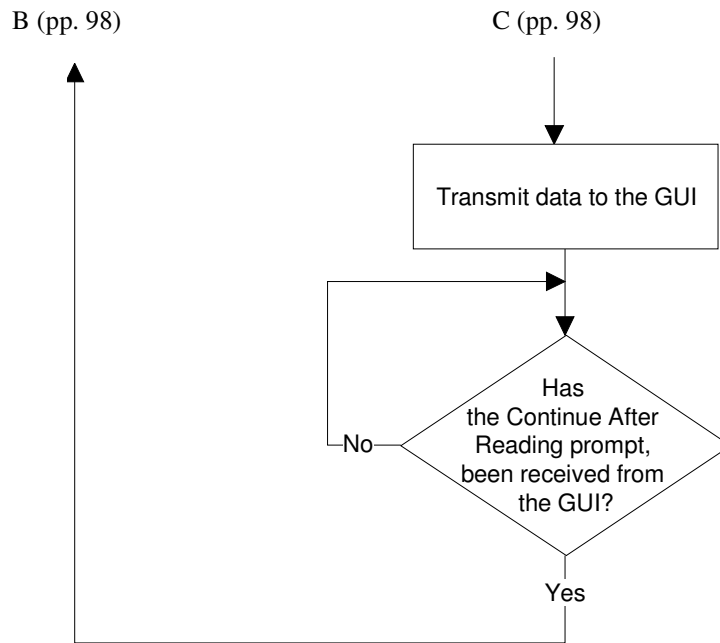 B (pp. 98)
C (pp. 98)
Transmit data to the GUI
Has
the Continue After
Reading prompt,
been received from
the GUI?
No
Yes